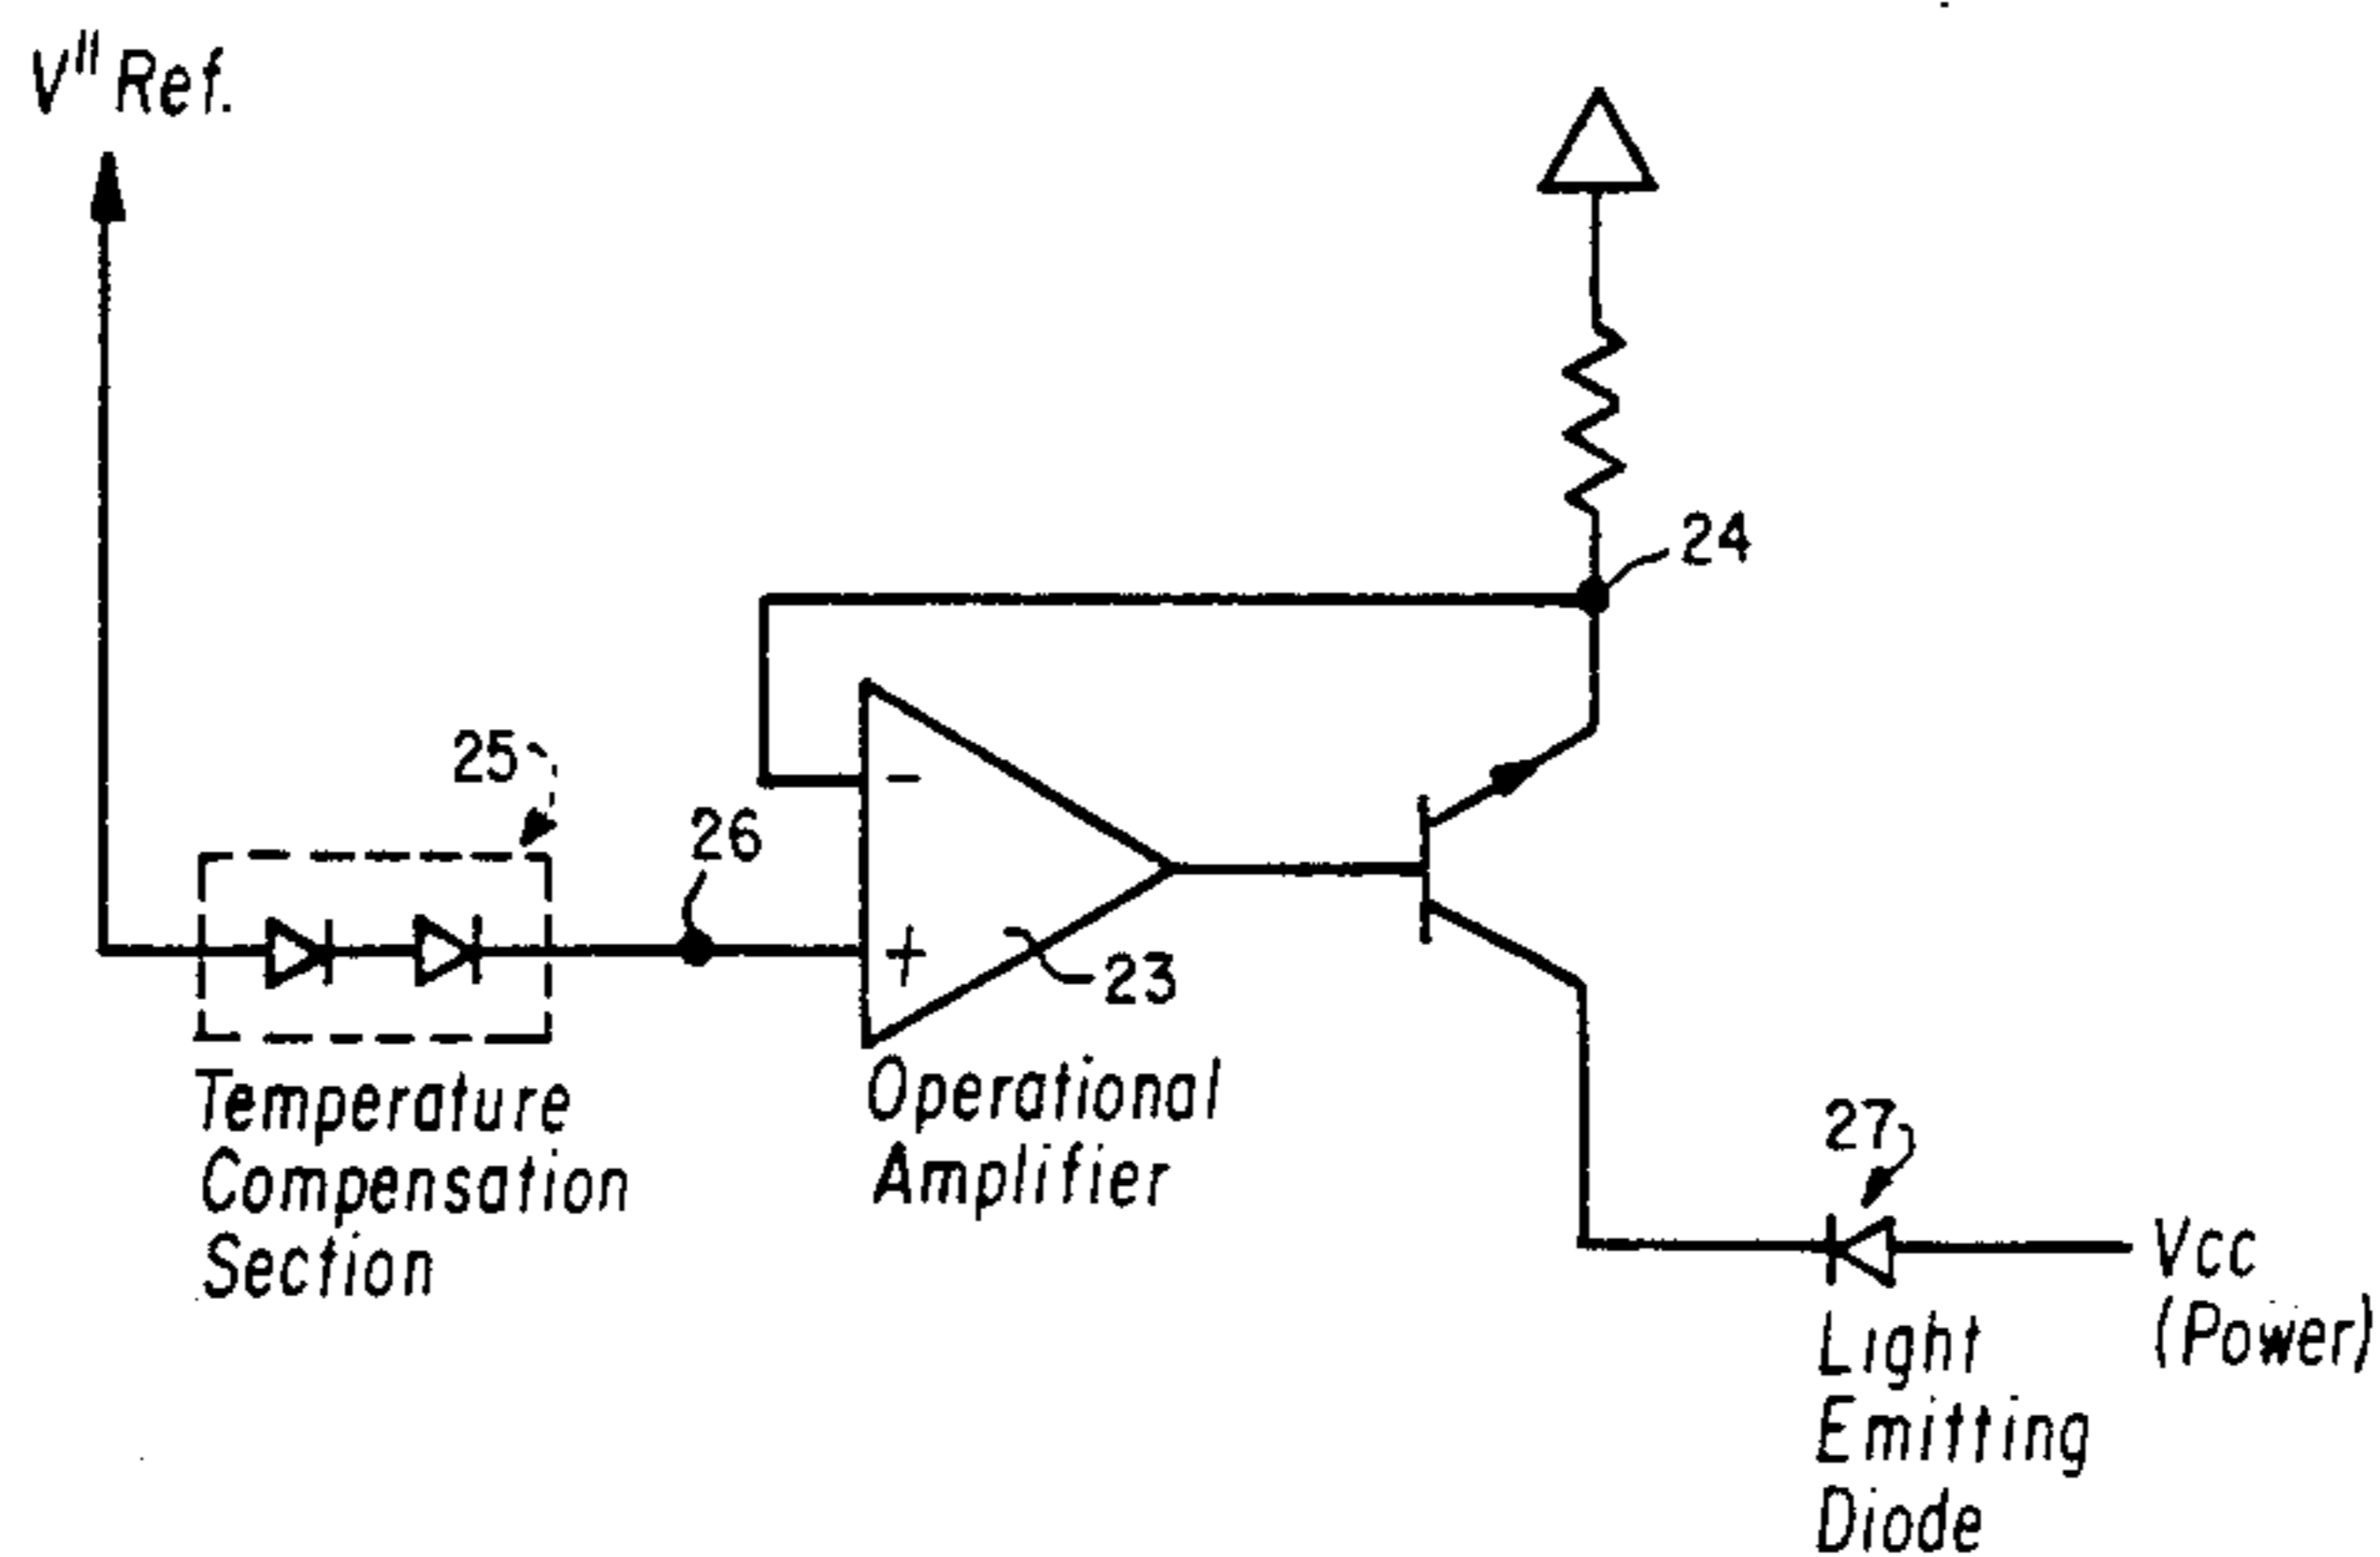 V" Ref.
24
25
26
-
+
23
Temperature
Compensation
Section
Operational
Amplifier
27
Vcc
(Power)
Light
Emitting
Diode